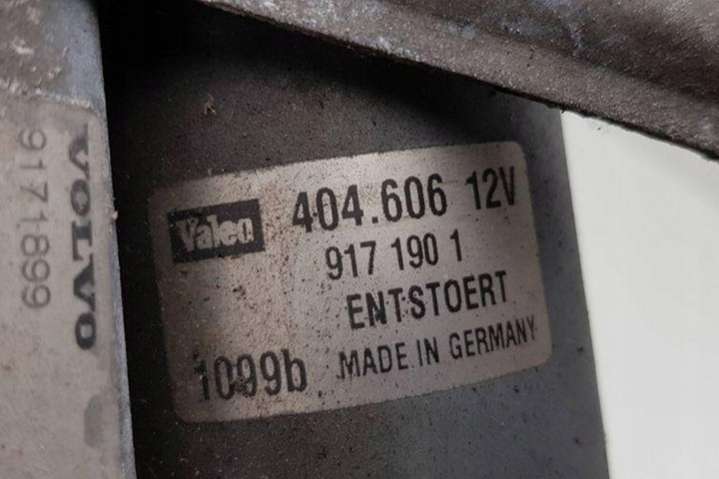 VOLVO
9171899
Valeo
404.606 12V
917 190 1
ENTSTOERT
1099b MADE IN GERMANY